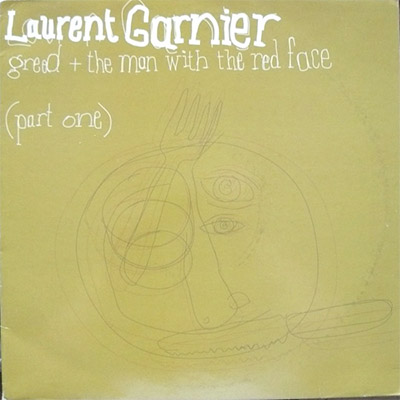 Laurent Garnier
greed + the man with the red face
(part one)